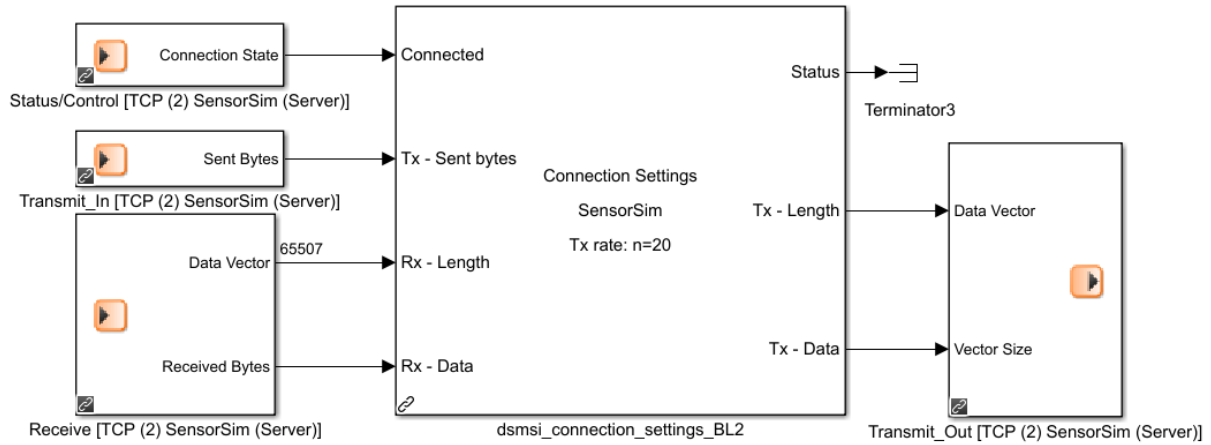 Connection State
Status/Control [TCP (2) SensorSim (Server)]
Sent Bytes
Transmit_In [TCP (2) SensorSim (Server)]
Data Vector
65507
Received Bytes
Receive [TCP (2) SensorSim (Server)]
Connected
Tx - Sent bytes
Rx - Length
Rx - Data
Connection Settings
SensorSim
Tx rate: n=20
Status
Tx - Length
Tx - Data
dsmsi_connection_settings_BL2
Terminator3
Data Vector
Vector Size
Transmit_Out [TCP (2) SensorSim (Server)]